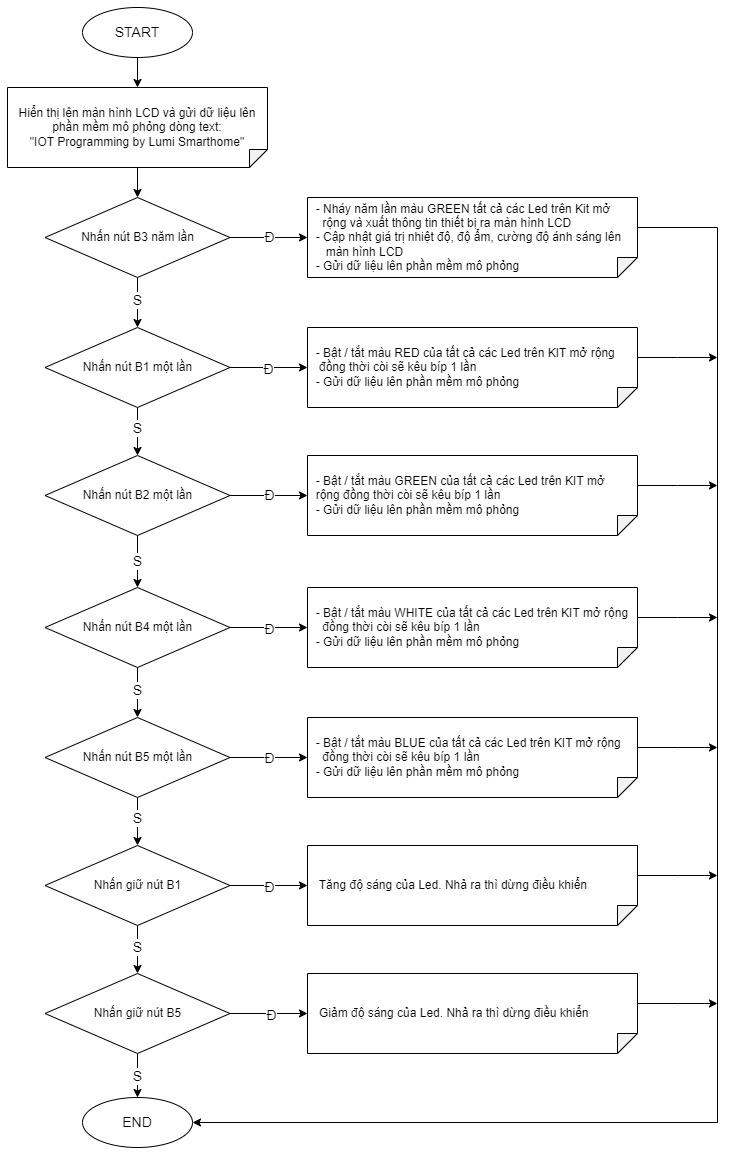 START
Hiển thị lên màn hình LCD và gửi dữ liệu lên
phần mềm mô phỏng dòng text:
"IOT Programming by Lumi Smarthome"
Nhấn nút B3 năm lần
Đ
- Nháy năm lần màu GREEN tất cả các Led trên Kit mở
rộng và xuất thông tin thiết bị ra màn hình LCD
- Cập nhật giá trị nhiệt độ, độ ẩm, cường độ ánh sáng lên
màn hình LCD
- Gửi dữ liệu lên phần mềm mô phỏng
S
Nhấn nút B1 một lần
Đ
- Bật / tắt màu RED của tất cả các Led trên KIT mở rộng
đồng thời còi sẽ kêu bíp 1 lần
- Gửi dữ liệu lên phần mềm mô phỏng
S
Nhấn nút B2 một lần
Đ
- Bật / tắt màu GREEN của tất cả các Led trên KIT mở
rộng đồng thời còi sẽ kêu bíp 1 lần
- Gửi dữ liệu lên phần mềm mô phỏng
S
Nhấn nút B4 một lần
Đ
- Bật / tắt màu WHITE của tất cả các Led trên KIT mở rộng
đồng thời còi sẽ kêu bíp 1 lần
- Gửi dữ liệu lên phần mềm mô phỏng
S
Nhấn nút B5 một lần
Đ
- Bật / tắt màu BLUE của tất cả các Led trên KIT mở rộng
đồng thời còi sẽ kêu bíp 1 lần
- Gửi dữ liệu lên phần mềm mô phỏng
S
Nhấn giữ nút B1
Đ
Tăng độ sáng của Led. Nhả ra thì dừng điều khiển
S
Nhấn giữ nút B5
Đ
Giảm độ sáng của Led. Nhả ra thì dừng điều khiển
S
END